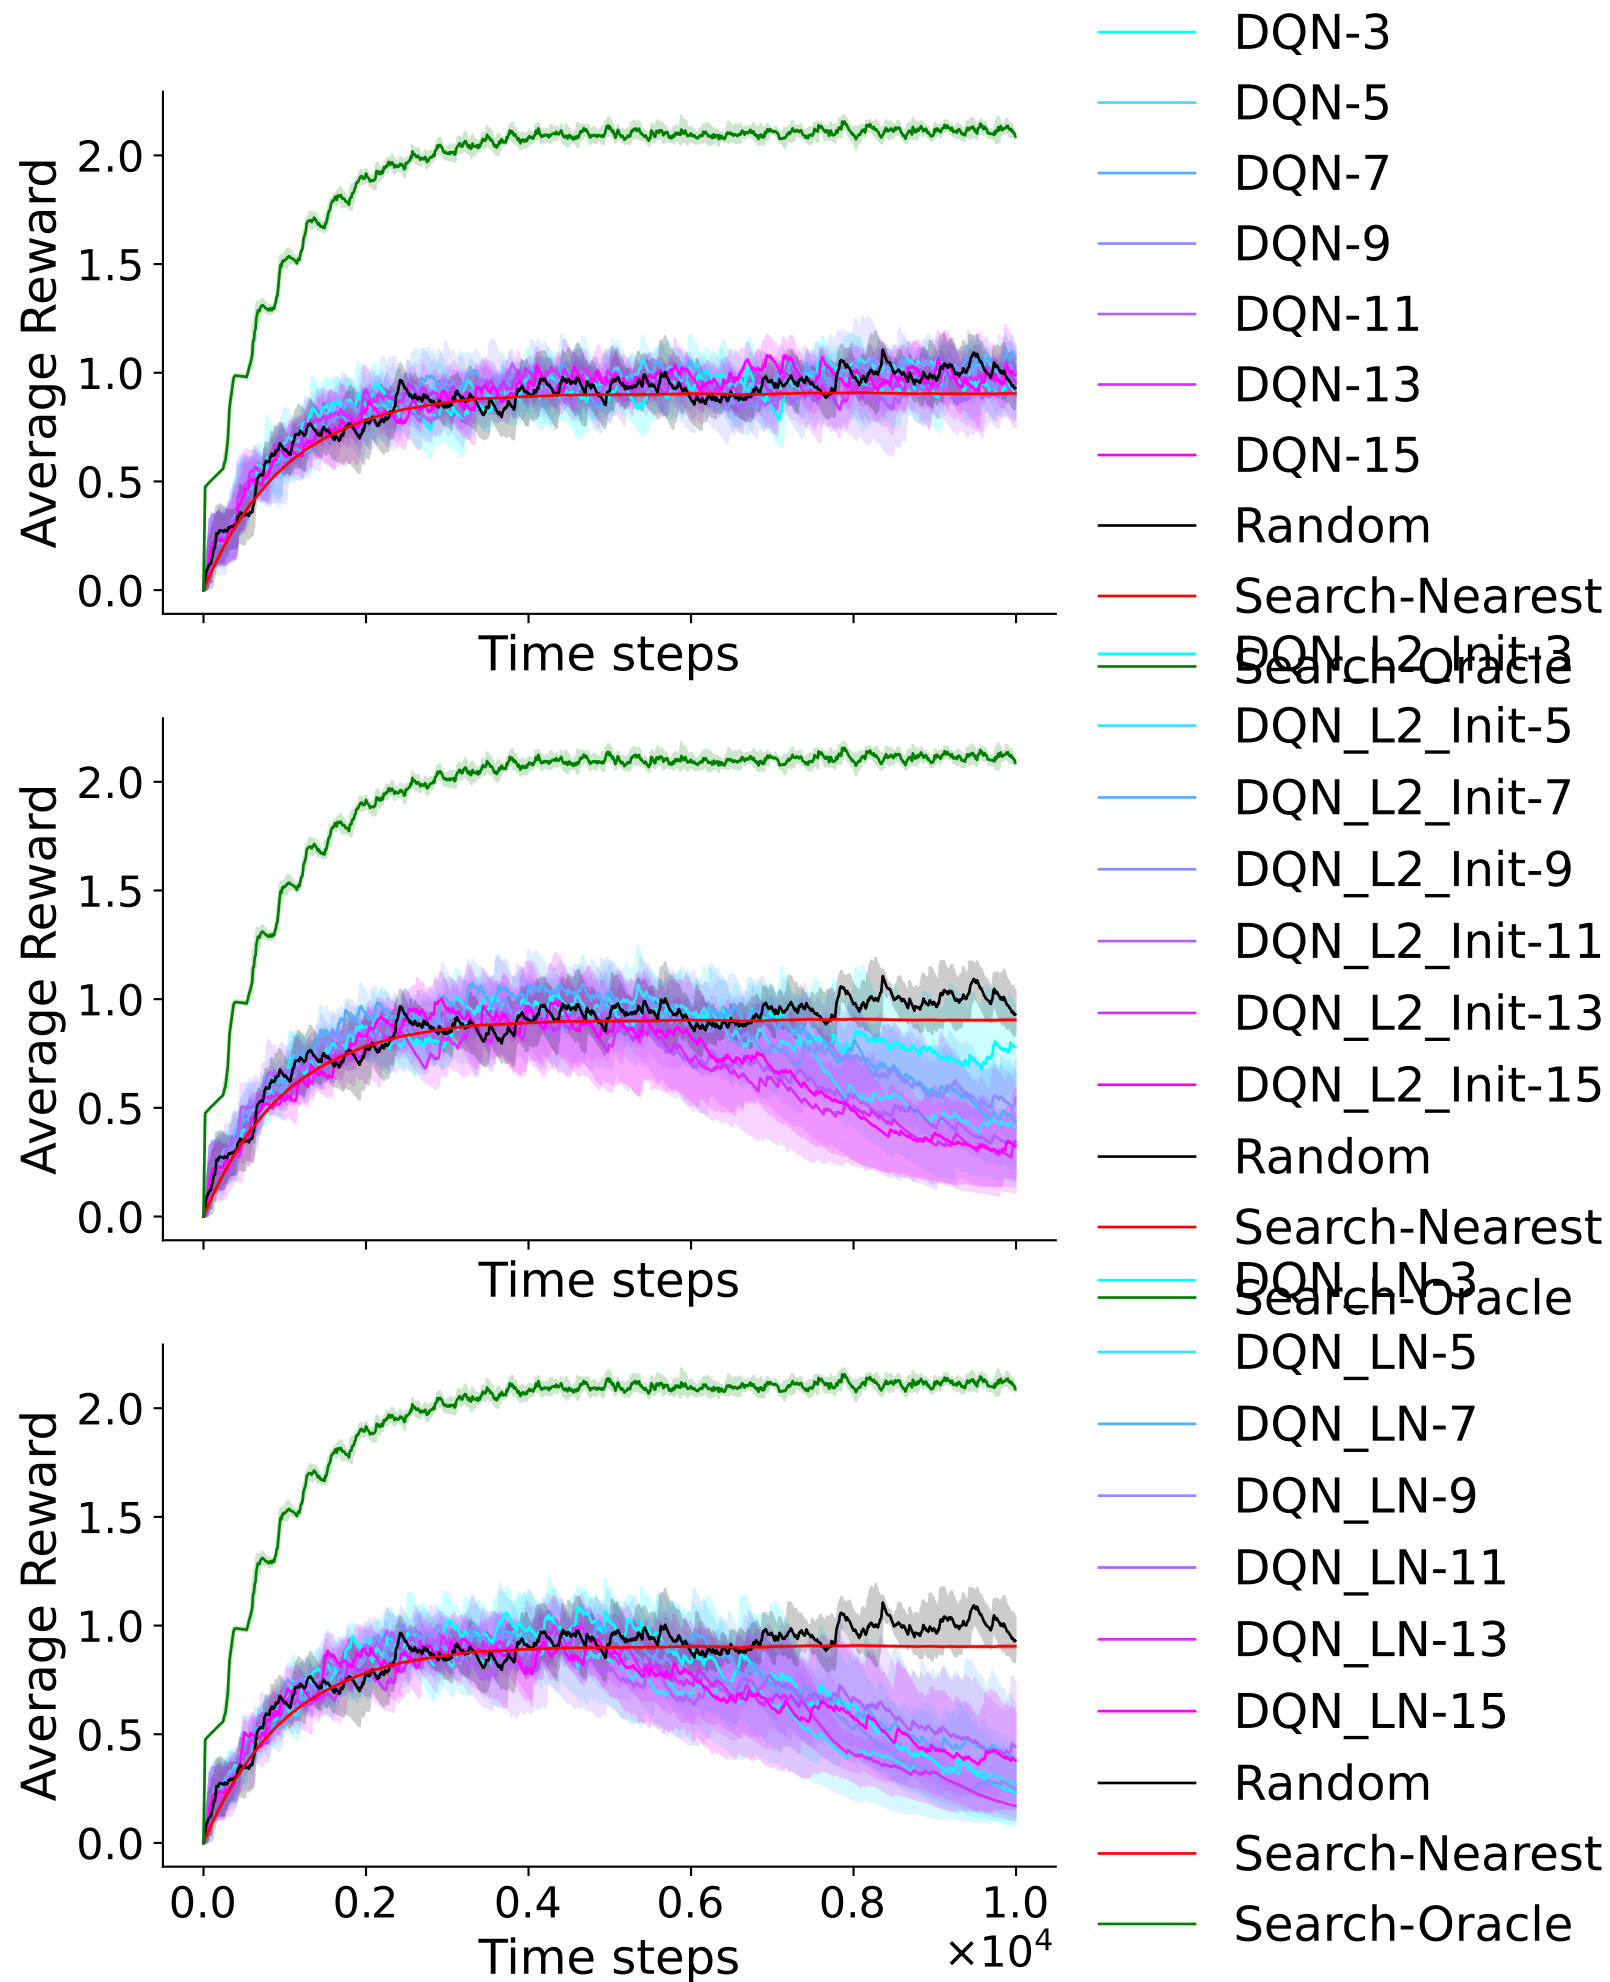 DQN-3
DQN-5
DQN-7
DQN-9
DQN-11
DQN-13
DQN-15
Random
Search-Nearest
Search-Oracle
Average Reward
2.0
1.5
1.0
0.5
0.0
Time steps
DQN_L2_Init-3
DQN_L2_Init-5
DQN_L2_Init-7
DQN_L2_Init-9
DQN_L2_Init-11
DQN_L2_Init-13
DQN_L2_Init-15
Random
Search-Nearest
Search-Oracle
Average Reward
2.0
1.5
1.0
0.5
0.0
Time steps
DQN_LN-3
DQN_LN-5
DQN_LN-7
DQN_LN-9
DQN_LN-11
DQN_LN-13
DQN_LN-15
Random
Search-Nearest
Search-Oracle
Average Reward
2.0
1.5
1.0
0.5
0.0
0.0 0.2 0.4 0.6 0.8 1.0
Time steps
×10⁴